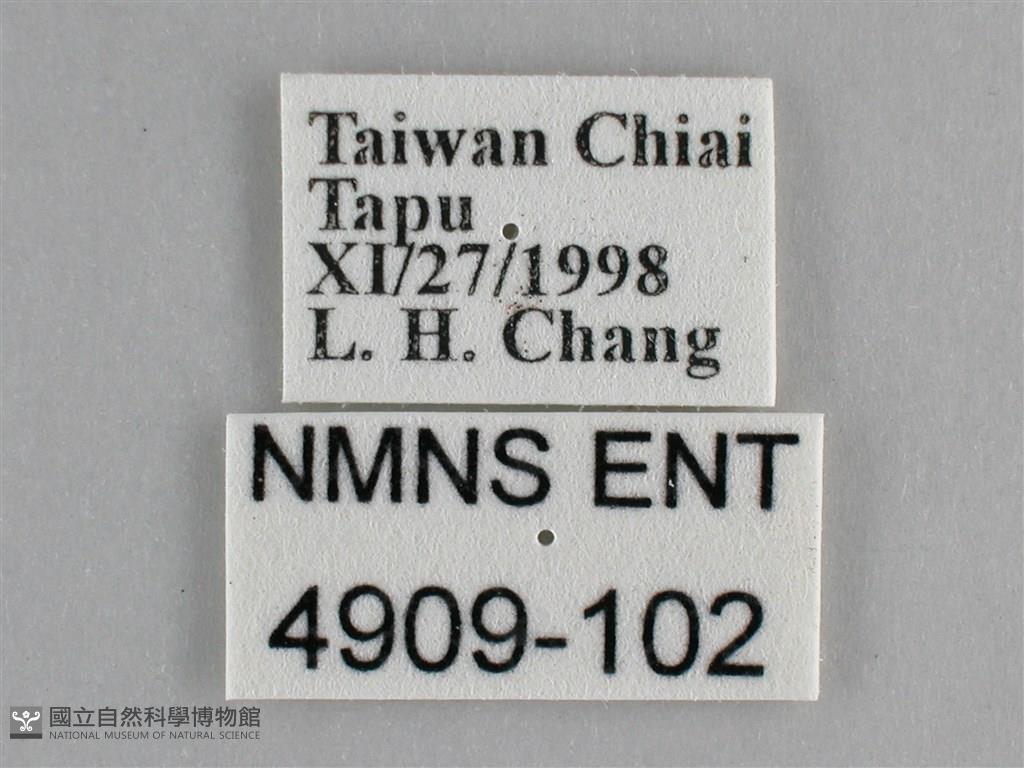 Taiwan Chiai
Tapu
XI/27/1998
L. H. Chang
NMNS ENT
4909-102
國立自然科學博物館
NATIONAL MUSEUM OF NATURAL SCIENCE